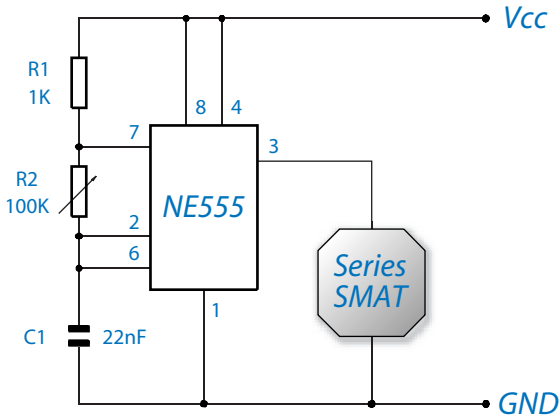 Vcc
R1
1K
8
4
7
3
R2
100K
NE555
2
6
Series
SMAT
1
C1
22nF
GND